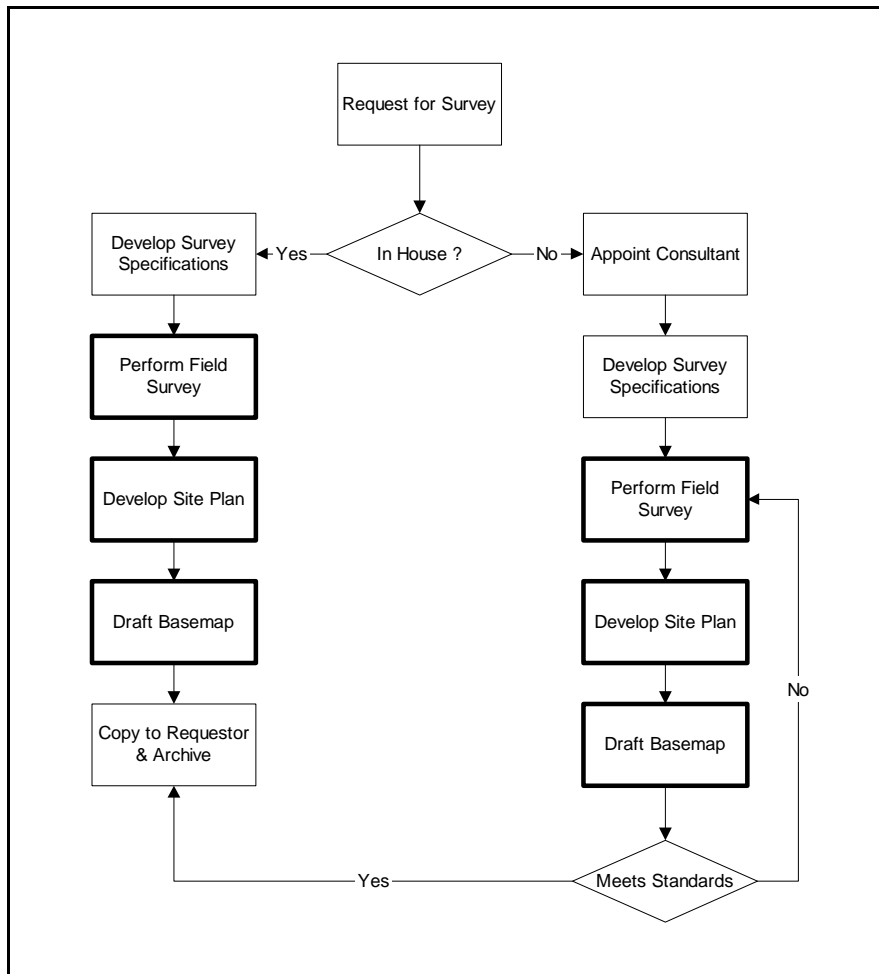 Request for Survey
In House ?
Yes
No
Develop Survey
Specifications
Perform Field
Survey
Develop Site Plan
Draft Basemap
Copy to Requestor
& Archive
Appoint Consultant
Develop Survey
Specifications
Perform Field
Survey
Develop Site Plan
Draft Basemap
Meets Standards
Yes
No